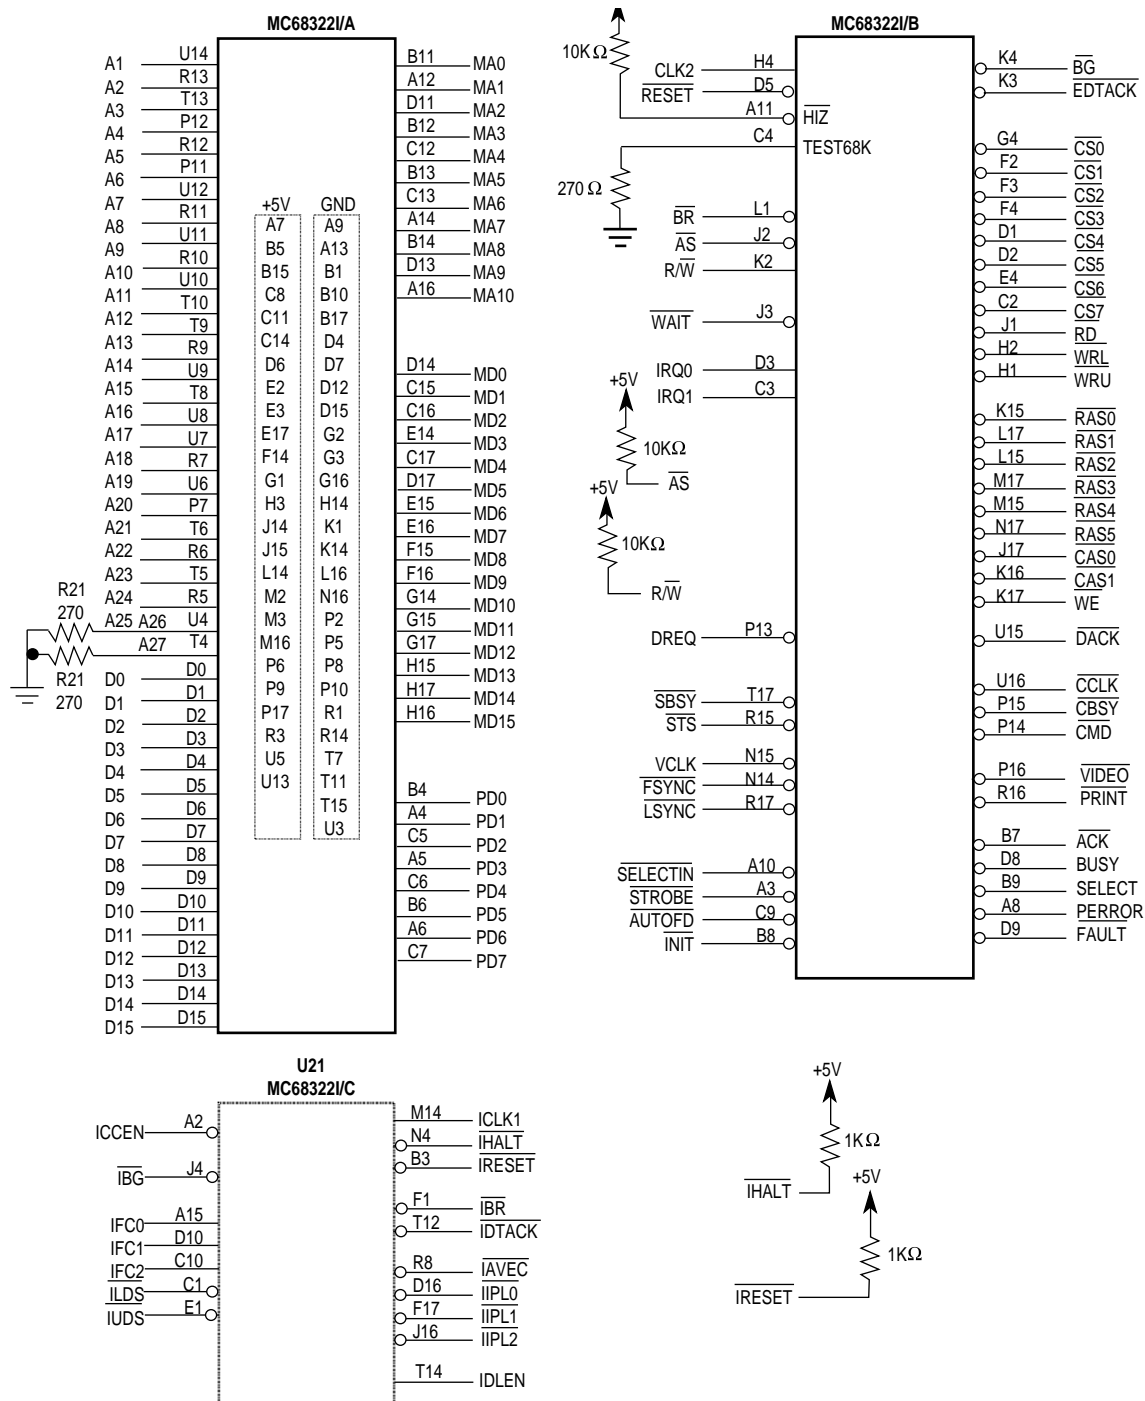 MC68322I/A
A1 U14
A2 R13
A3 T13
A4 P12
A5 R12
A6 P11
A7 U12
A8 R11
A9 U11
A10 R10
A11 U10
A12 T10
A13 T9
A14 R9
A15 U9
A16 T8
A17 U8
A18 U7
A19 R7
A20 U6
A21 P7
A22 T6
A23 R6
A24 T5
A25 R5
A26 U4
A27 T4
R21
270
R21
270
D0 D0
D1 D1
D2 D2
D3 D3
D4 D4
D5 D5
D6 D6
D7 D7
D8 D8
D9 D9
D10 D10
D11 D11
D12 D12
D13 D13
D14 D14
D15 D15
+5V GND
A7 A9
B5 A13
B15 B1
C8 B10
C11 B17
C14 D4
D6 D7
E2 D12
E3 D15
E17 G2
F14 G3
G1 G16
H3 H14
J14 K1
J15 K14
L14 L16
M2 N16
M3 P2
M16 P5
P6 P8
P9 P10
P17 R1
R3 R14
U5 T7
U13 T11
T15
U3
B11 MA0
A12 MA1
D11 MA2
B12 MA3
C12 MA4
B13 MA5
C13 MA6
A14 MA7
B14 MA8
D13 MA9
A16 MA10
D14 MD0
C15 MD1
C16 MD2
E14 MD3
C17 MD4
D17 MD5
E15 MD6
E16 MD7
F15 MD8
F16 MD9
G14 MD10
G15 MD11
G17 MD12
H15 MD13
H17 MD14
H16 MD15
B4 PD0
A4 PD1
C5 PD2
A5 PD3
C6 PD4
B6 PD5
A6 PD6
C7 PD7
MC68322I/B
10KΩ
CLK2 H4
RESET D5
A11 HIZ
C4 TEST68K
270 Ω
BR L1
AS J2
R/W K2
WAIT J3
IRQ0 D3
IRQ1 C3
+5V
10KΩ
AS
+5V
10KΩ
R/W
DREQ P13
SBSY T17
STS R15
VCLK N15
FSYNC N14
LSYNC R17
SELECTIN A10
STROBE A3
AUTOFD C9
INIT B8
K4 BG
K3 EDTACK
G4 CS0
F2 CS1
F3 CS2
F4 CS3
D1 CS4
D2 CS5
E4 CS6
C2 CS7
J1 RD
H2 WRL
H1 WRU
K15 RAS0
L17 RAS1
L15 RAS2
M17 RAS3
M15 RAS4
N17 RAS5
J17 CAS0
K16 CAS1
K17 WE
U15 DACK
U16 CCLK
P15 CBSY
P14 CMD
P16 VIDEO
R16 PRINT
B7 ACK
D8 BUSY
B9 SELECT
A8 PERROR
D9 FAULT
U21
MC68322I/C
ICCEN A2
IBG J4
IFC0 A15
IFC1 D10
IFC2 C10
ILDS C1
IUDS E1
M14 ICLK1
N4 IHALT
B3 IRESET
F1 IBR
T12 IDTACK
R8 IAVEC
D16 IIPL0
F17 IIPL1
J16 IIPL2
T14 IDLEN
+5V
1KΩ
IHALT
+5V
1KΩ
IRESET